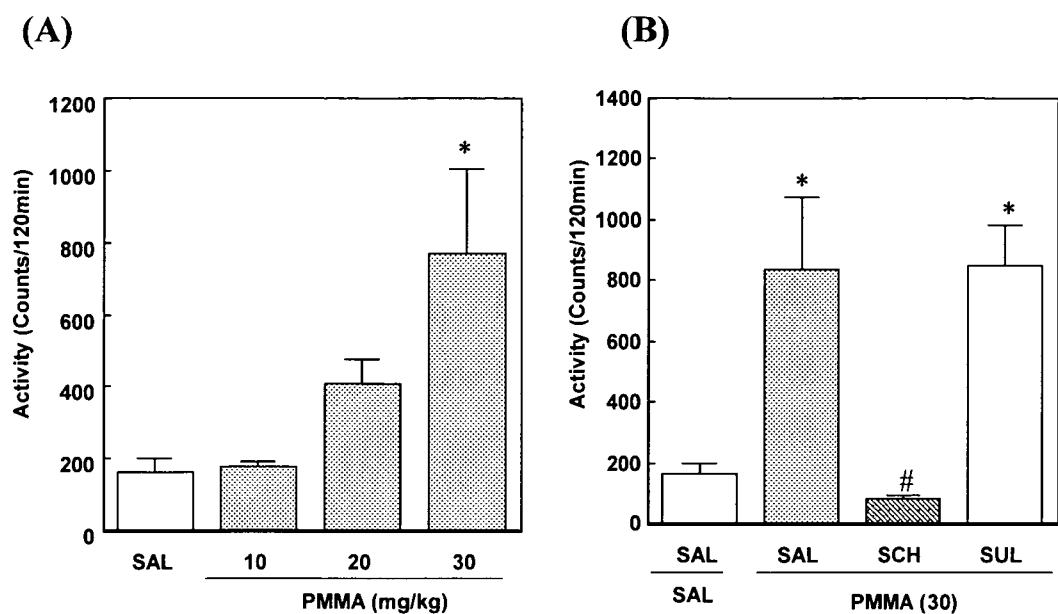 (A)
Activity (Counts/120min)
1200
1000
800
600
400
200
0
*
SAL
10
20
30
PMMA (mg/kg)
(B)
Activity (Counts/120min)
1400
1200
1000
800
600
400
200
0
*
#
*
SAL
SAL
SCH
SUL
SAL
PMMA (30)